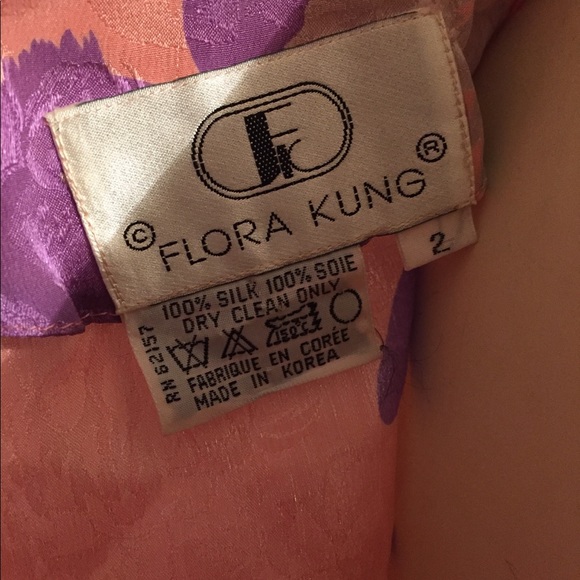 FK
© FLORA KUNG ®
2
100% SILK 100% SOIE
DRY CLEAN ONLY
150°C
FABRIQUE EN CORÉE
MADE IN KOREA
RN 62157